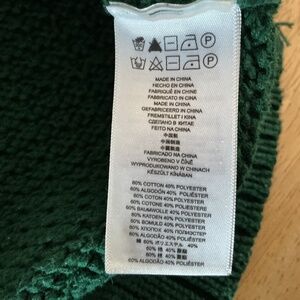 MADE IN CHINA
HECHO EN CHINA
FABRIQUÉ EN CHINE
FABBRICATO IN CINA
MADE IN CHINA
GEFABRICEERD IN CHINA
FREMSTILLET I KINA
СДЕЛАНО В КИТАЕ
FEITO NA CHINA
中国製
中国制造
中國製造
FABRICADO NA CHINA
VYROBENO V ČÍNĚ
WYPRODUKOWANO W CHINACH
KÉSZÜLT KÍNÁBAN
60% COTTON 40% POLYESTER
60% ALGODÓN 40% POLIÉSTER
60% COTON 40% POLYESTER
60% COTONE 40% POLIESTERE
60% BAUMWOLLE 40% POLYESTER
60% KATOEN 40% POLYESTER
60% BOMULD 40% POLYESTER
60% ХЛОПОК 40% ПОЛИЭСТЕР
60% ALGODÃO 40% POLIÉSTER
綿 60% ポリエステル 40%
60% 棉 40%
60% 棉 40%
60% ALGODÃO 40% POLIÉSTER